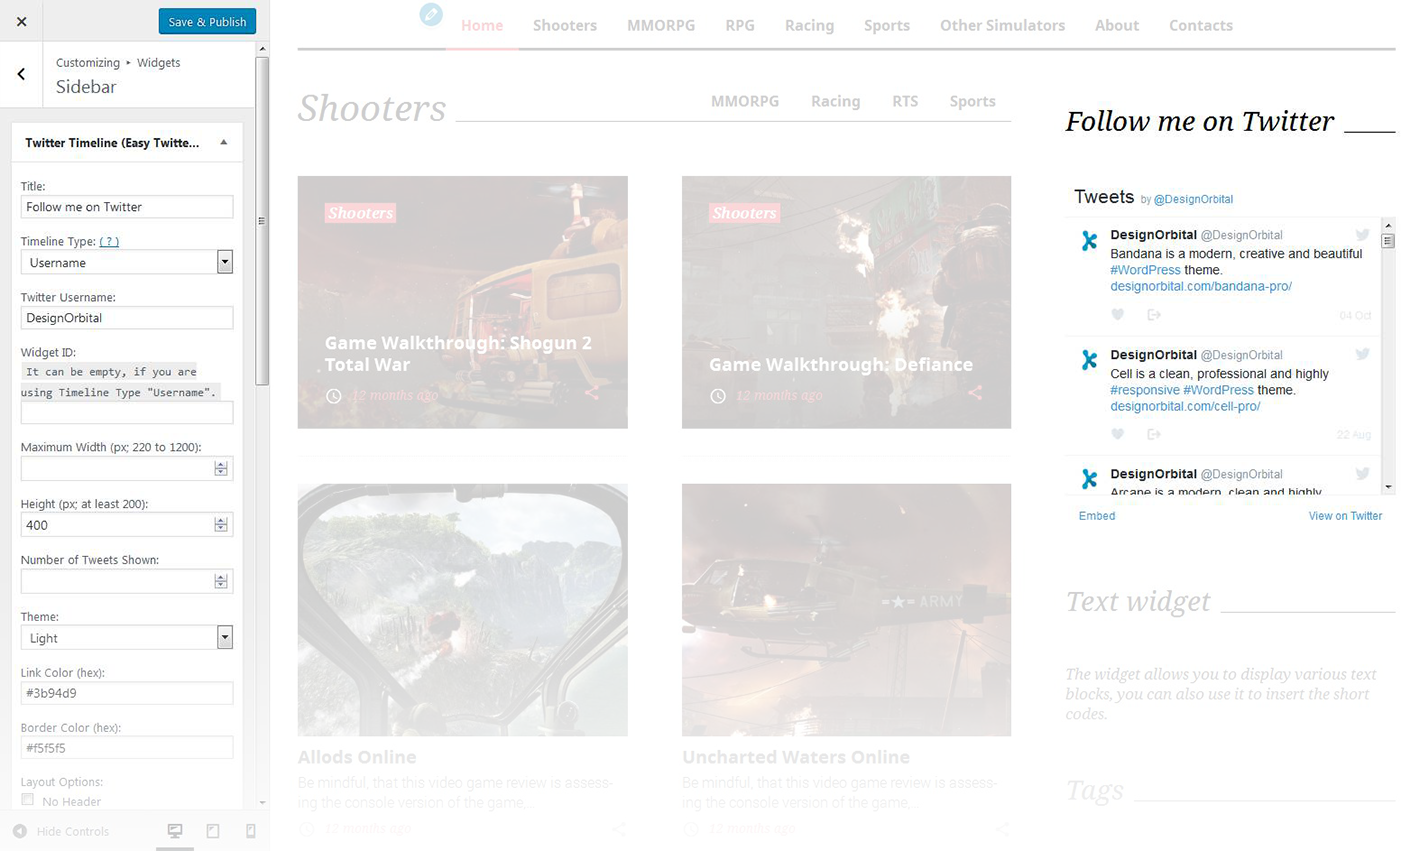 Save & Publish
Customizing ▸ Widgets
Sidebar
Twitter Timeline (Easy Twitte...
Title:
Follow me on Twitter
Timeline Type: ( ? )
Username
Twitter Username:
DesignOrbital
Widget ID:
It can be empty, if you are
using Timeline Type "Username".
Maximum Width (px; 220 to 1200):
Height (px; at least 200):
400
Number of Tweets Shown:
Theme:
Light
Link Color (hex):
#3b94d9
Border Color (hex):
#f5f5f5
Layout Options:
No Header
Hide Controls
Home Shooters MMORPG RPG Racing Sports Other Simulators About Contacts
Shooters
MMORPG Racing RTS Sports
Shooters
Game Walkthrough: Shogun 2
Total War
12 months ago
Shooters
Game Walkthrough: Defiance
12 months ago
Allods Online
Be mindful, that this video game review is assess-
ing the console version of the game,...
12 months ago
ARMY
Uncharted Waters Online
Be mindful, that this video game review is assess-
ing the console version of the game,...
12 months ago
Follow me on Twitter
Tweets by @DesignOrbital
DesignOrbital @DesignOrbital
Bandana is a modern, creative and beautiful
#WordPress theme.
designorbital.com/bandana-pro/
04 Oct
DesignOrbital @DesignOrbital
Cell is a clean, professional and highly
#responsive #WordPress theme.
designorbital.com/cell-pro/
22 Aug
DesignOrbital @DesignOrbital
Arcane is a modern, clean and highly
Embed View on Twitter
Text widget
The widget allows you to display various text
blocks, you can also use it to insert the short
codes.
Tags